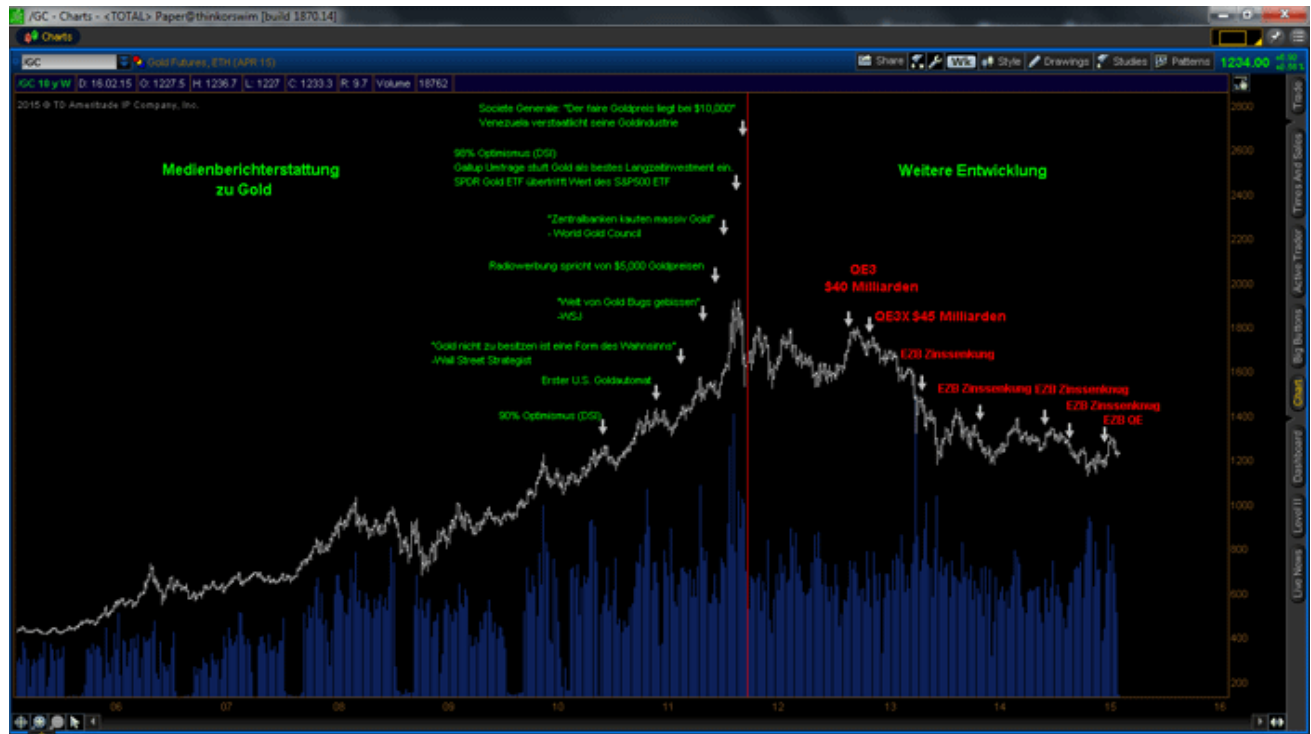 /GC - Charts - <TOTAL> Paper@thinkorswim [build 1870.14]
Charts
/GC
Gold Futures, ETH (APR 15)
Share
Wk
Style
Drawings
Studies
Patterns
1234.00
/GC 10 y W
D: 16.02.15
O: 1227.5
H: 1236.7
L: 1227
C: 1233.3
R: 9.7
Volume
18762
2015 © TD Ameritrade IP Company, Inc.
Societe Generale: "Der faire Goldpreis liegt bei $10,000"
Venezuela verstaatlicht seine Goldindustrie
98% Optimismus (DSI)
Gallup Umfrage stuft Gold als bestes Langzeitinvestment ein.
SPDR Gold ETF übertrifft Wert des S&P500 ETF
Medienberichterstattung
zu Gold
Weitere Entwicklung
"Zentralbanken kaufen massiv Gold"
- World Gold Council
Radiowerbung spricht von $5,000 Goldpreisen
"Welt von Gold Bugs gebissen"
-WSJ
"Gold nicht zu besitzen ist eine Form des Wahnsinns"
-Wall Street Strategist
Erster U.S. Goldautomat
90% Optimismus (DSI)
QE3
$40 Milliarden
QE3X $45 Milliarden
EZB Zinssenkung
EZB Zinssenkung
EZB Zinssenknug
EZB Zinssenknug
EZB QE
2800
2600
2400
2200
2000
1800
1600
1400
1200
1000
800
600
400
200
06
07
08
09
10
11
12
13
14
15
16
Trade
Times And Sales
Active Trader
Big Buttons
Chart
Dashboard
Level II
Live News